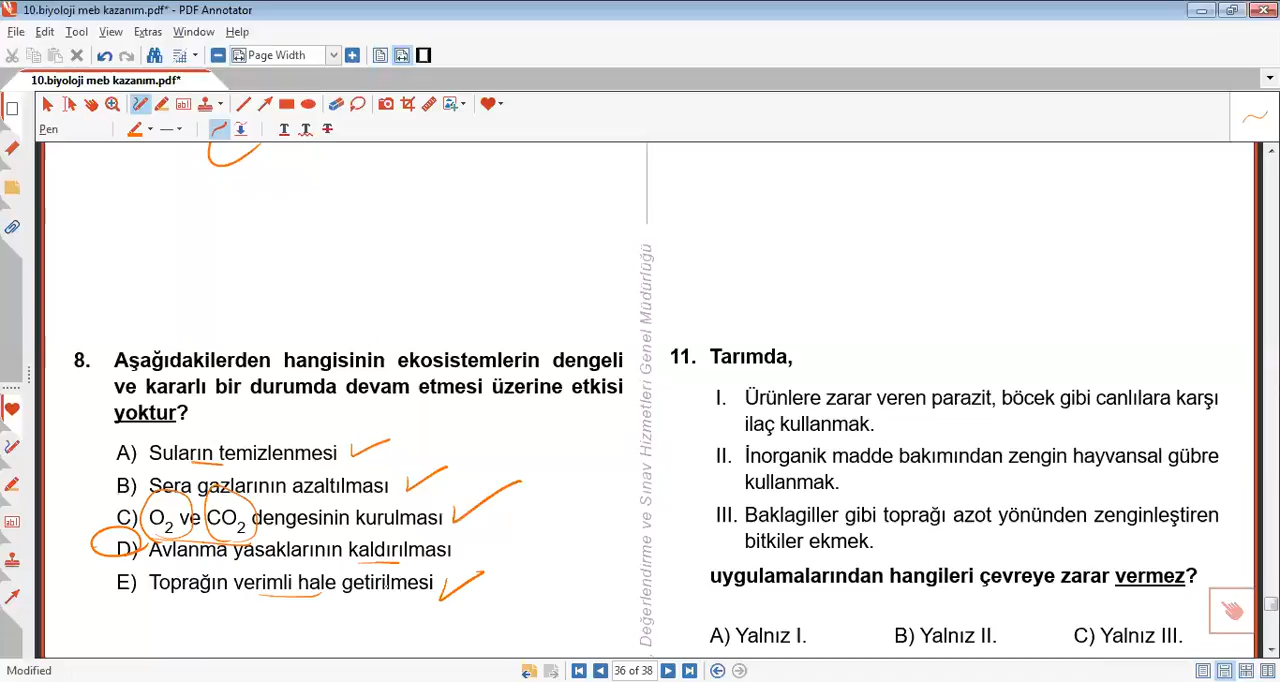 10.biyoloji meb kazanım.pdf* - PDF Annotator
File Edit Tool View Extras Window Help
Page Width
10.biyoloji meb kazanım.pdf*
Pen
8. Aşağıdakilerden hangisinin ekosistemlerin dengeli
ve kararlı bir durumda devam etmesi üzerine etkisi
yoktur?
A) Suların temizlenmesi
B) Sera gazlarının azaltılması
C) O2 ve CO2 dengesinin kurulması
D) Avlanma yasaklarının kaldırılması
E) Toprağın verimli hale getirilmesi
, Değerlendirme ve Sınav Hizmetleri Genel Müdürlüğü
11. Tarımda,
I. Ürünlere zarar veren parazit, böcek gibi canlılara karşı
ilaç kullanmak.
II. İnorganik madde bakımından zengin hayvansal gübre
kullanmak.
III. Baklagiller gibi toprağı azot yönünden zenginleştiren
bitkiler ekmek.
uygulamalarından hangileri çevreye zarar vermez?
A) Yalnız I. B) Yalnız II. C) Yalnız III.
Modified
36 of 38